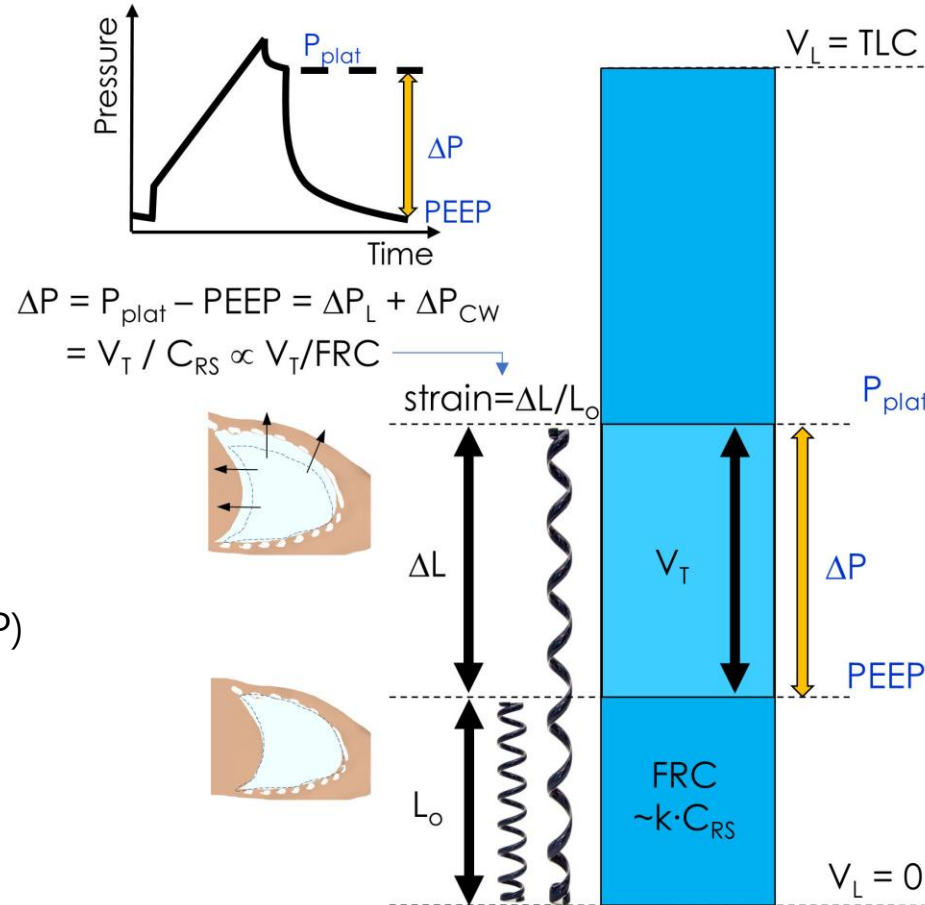 V_L = TLC
Pressure
P_plat
ΔP
PEEP
Time
ΔP = P_plat – PEEP = ΔP_L + ΔP_CW
= V_T / C_RS ∝ V_T/FRC
strain=ΔL/L_o
P_plat
ΔL
V_T
ΔP
P)
PEEP
L_o
FRC
~k·C_RS
V_L = 0